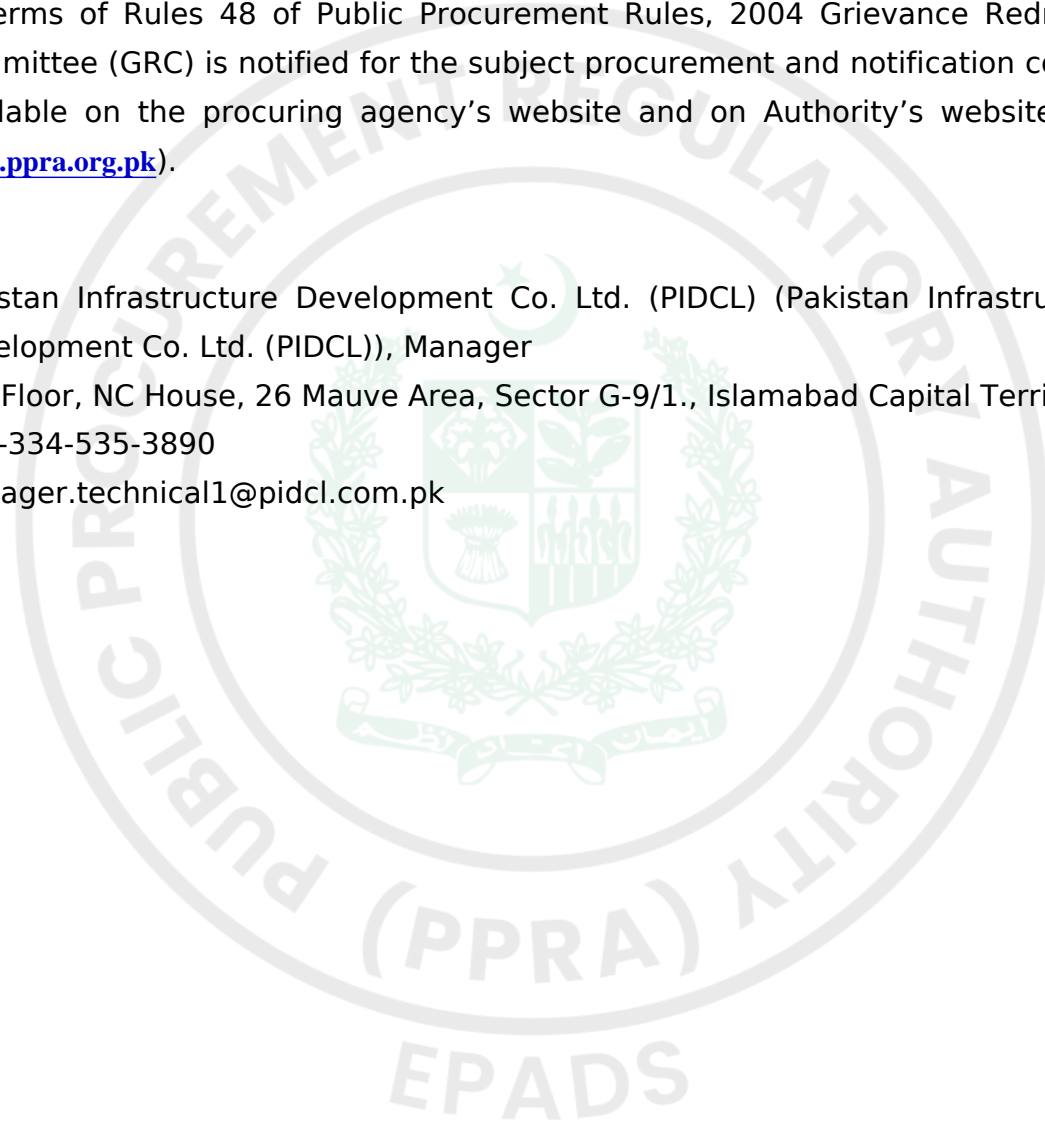 erms of Rules 48 of Public Procurement Rules, 2004 Grievance Redr
mittee (GRC) is notified for the subject procurement and notification co
lable on the procuring agency’s website and on Authority’s website
.ppra.org.pk).
stan Infrastructure Development Co. Ltd. (PIDCL) (Pakistan Infrastru
elopment Co. Ltd. (PIDCL)), Manager
Floor, NC House, 26 Mauve Area, Sector G-9/1., Islamabad Capital Terri
-334-535-3890
ager.technical1@pidcl.com.pk
PUBLIC PROCUREMENT REGULATORY AUTHORITY
(PPRA)
EPADS